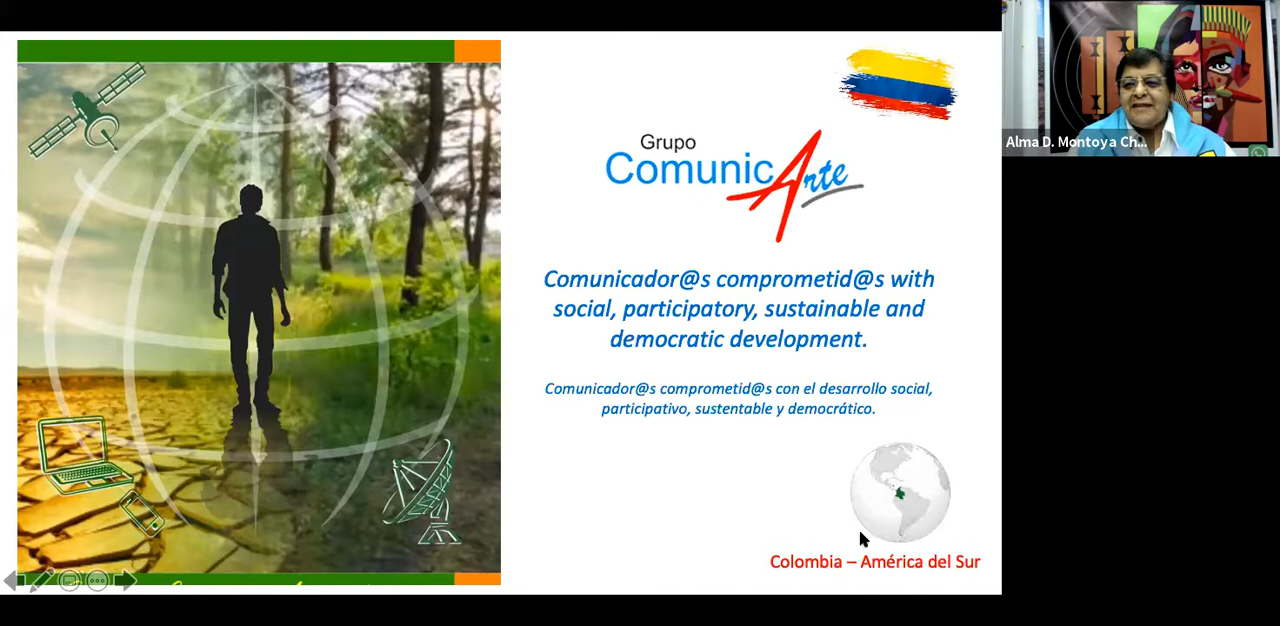 Grupo
ComunicArte
Comunicador@s comprometid@s with
social, participatory, sustainable and
democratic development.
Comunicador@s comprometid@s con el desarrollo social,
participativo, sustentable y democrático.
Colombia – América del Sur
Alma D. Montoya Ch...